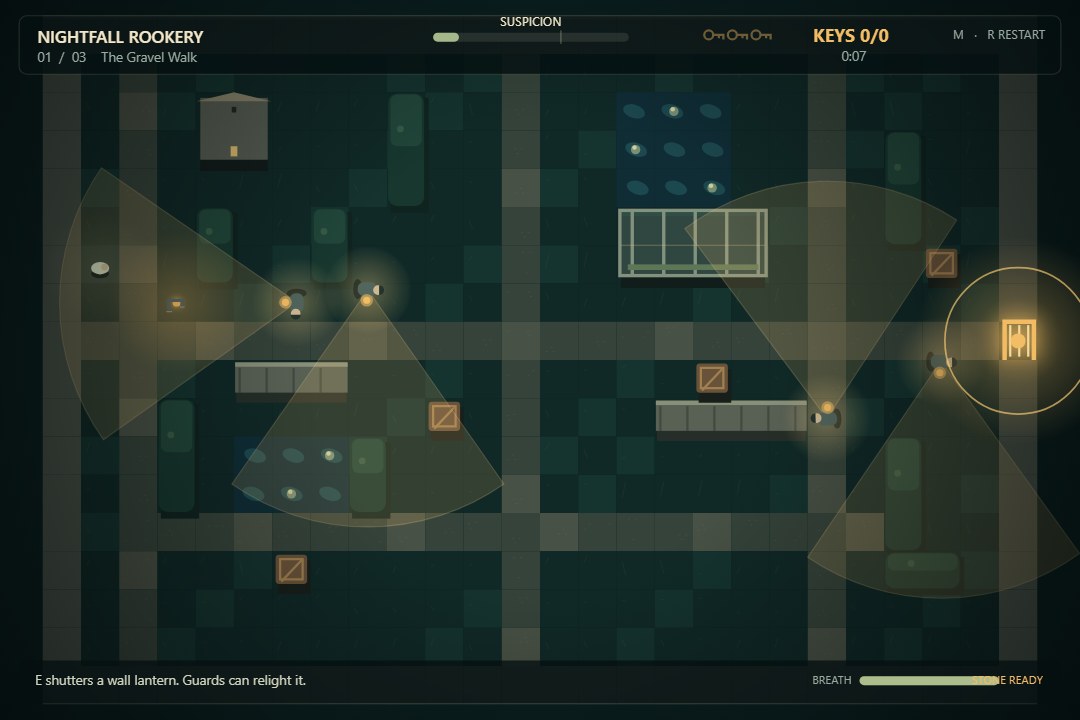 SUSPICION
NIGHTFALL ROOKERY
KEYS 0/0
M · R RESTART
01 / 03 The Gravel Walk
0:07
E shutters a wall lantern. Guards can relight it.
BREATH
STONE READY